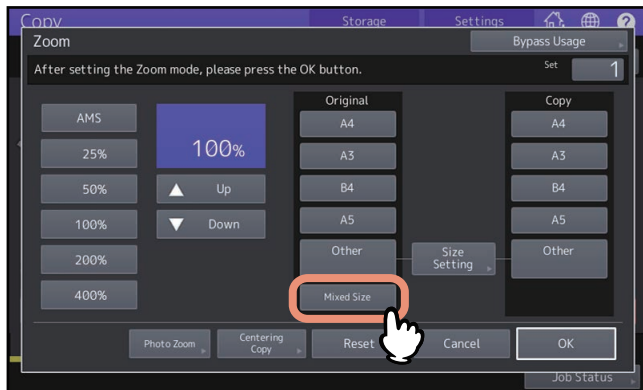 Copy
Storage
Settings
?
Zoom
Bypass Usage
After setting the Zoom mode, please press the OK button.
Set
1
Original
Copy
AMS
25%
50%
100%
200%
400%
100%
Up
Down
A4
A3
B4
A5
Other
Mixed Size
Size
Setting
A4
A3
B4
A5
Other
Photo Zoom
Centering
Copy
Reset
Cancel
OK
Job Status